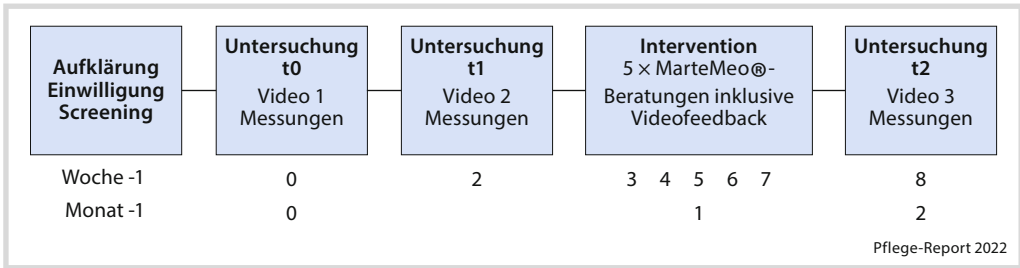 Aufklärung
Einwilligung
Screening
Untersuchung
t0
Video 1
Messungen
Untersuchung
t1
Video 2
Messungen
Intervention
5 × MarteMeo®-
Beratungen inklusive
Videofeedback
Untersuchung
t2
Video 3
Messungen
Woche -1 0 2 3 4 5 6 7 8
Monat -1 0 1 2
Pflege-Report 2022